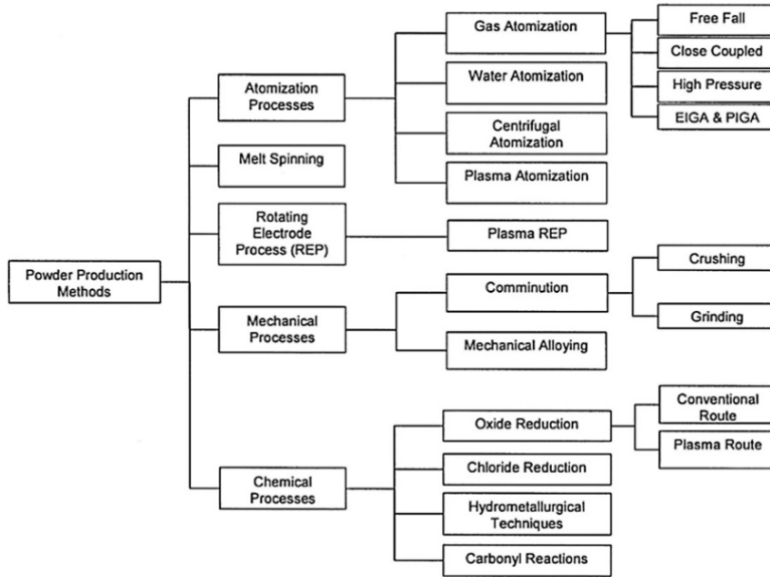 Powder Production
Methods
Atomization
Processes
Melt Spinning
Rotating
Electrode
Process (REP)
Mechanical
Processes
Chemical
Processes
Gas Atomization
Water Atomization
Centrifugal
Atomization
Plasma Atomization
Plasma REP
Comminution
Mechanical Alloying
Oxide Reduction
Chloride Reduction
Hydrometallurgical
Techniques
Carbonyl Reactions
Free Fall
Close Coupled
High Pressure
EIGA & PIGA
Crushing
Grinding
Conventional
Route
Plasma Route